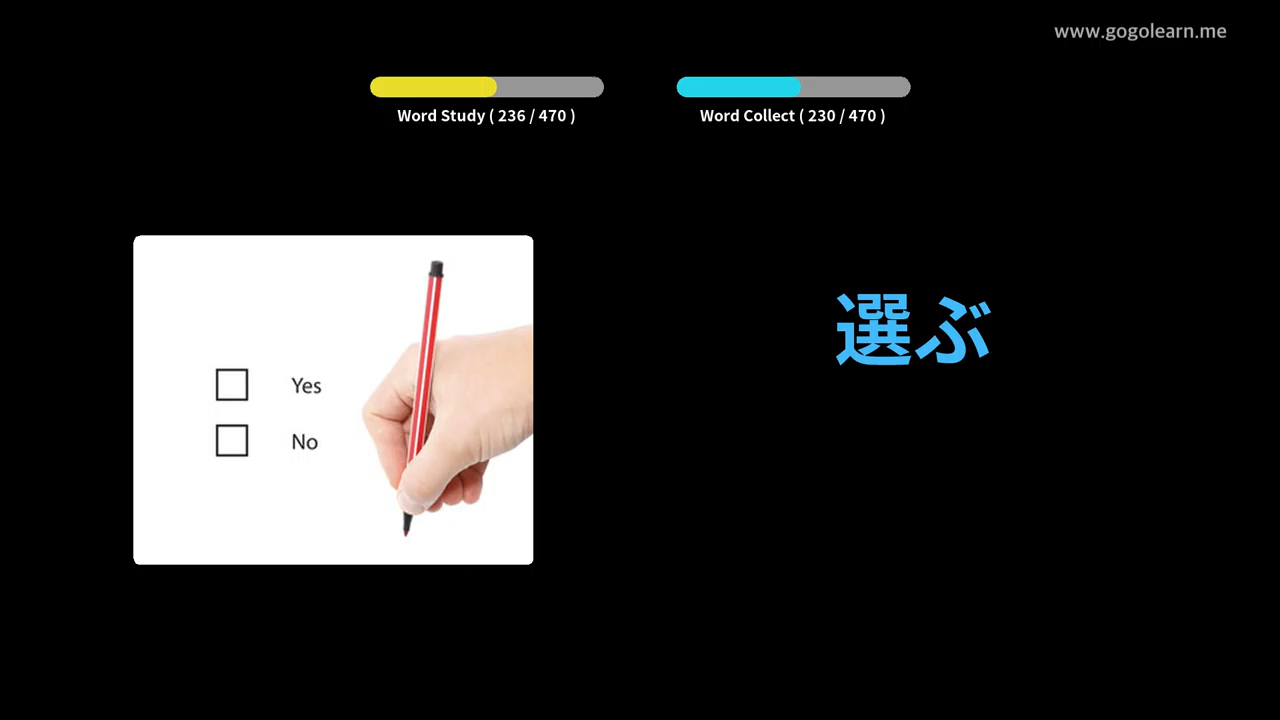 www.gogolearn.me
Word Study ( 236 / 470 )
Word Collect ( 230 / 470 )
選ぶ
Yes
No